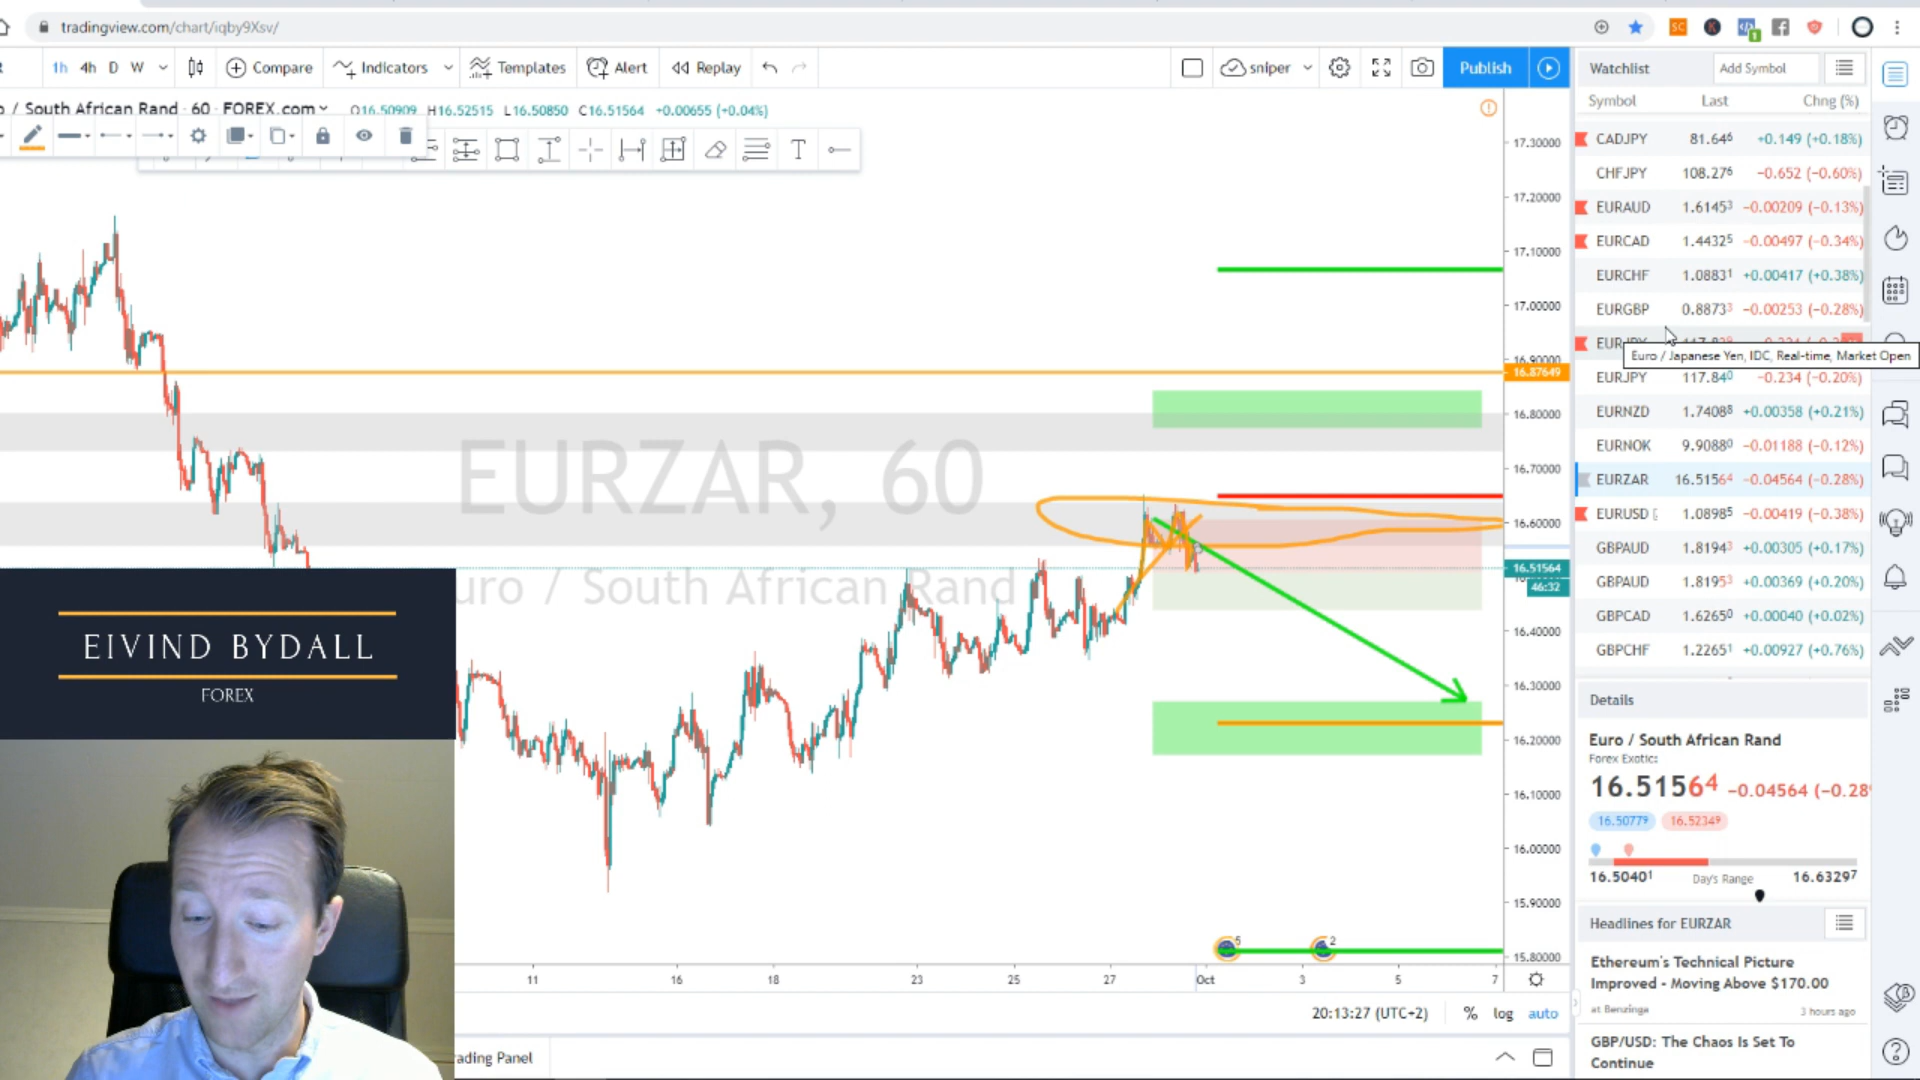 tradingview.com/chart/iqby9Xsv/
1h 4h D W Compare Indicators Templates Alert Replay sniper Publish
/ South African Rand · 60 · FOREX.com O16.50909 H16.52515 L16.50850 C16.51564 +0.00655 (+0.04%)
T
EURZAR, 60
uro / South African Rand
17.30000
17.20000
17.10000
17.00000
16.90000
16.87649
16.80000
16.70000
16.60000
16.51564
46:32
16.40000
16.30000
16.20000
16.10000
16.00000
15.90000
15.80000
5 2
11 16 18 23 25 27 Oct 3 5 7
20:13:27 (UTC+2) % log auto
ading Panel
EIVIND BYDALL
FOREX
Watchlist Add Symbol
Symbol Last Chng (%)
CADJPY 81.646 +0.149 (+0.18%)
CHFJPY 108.276 −0.652 (−0.60%)
EURAUD 1.61453 −0.00209 (−0.13%)
EURCAD 1.44325 −0.00497 (−0.34%)
EURCHF 1.08831 +0.00417 (+0.38%)
EURGBP 0.88733 −0.00253 (−0.28%)
Euro / Japanese Yen, IDC, Real-time, Market Open
EURJPY 117.840 −0.234 (−0.20%)
EURNZD 1.74088 +0.00358 (+0.21%)
EURNOK 9.90880 −0.01188 (−0.12%)
EURZAR 16.51564 −0.04564 (−0.28%)
EURUSD 1.08985 −0.00419 (−0.38%)
GBPAUD 1.81943 +0.00305 (+0.17%)
GBPAUD 1.81953 +0.00369 (+0.20%)
GBPCAD 1.62650 +0.00040 (+0.02%)
GBPCHF 1.22651 +0.00927 (+0.76%)
Details
Euro / South African Rand
Forex Exotic:
16.51564 −0.04564 (−0.28
16.50779 16.52349
16.50401 Day's Range 16.63297
Headlines for EURZAR
Ethereum's Technical Picture
Improved - Moving Above $170.00
at Benzinga 3 hours ago
GBP/USD: The Chaos Is Set To
Continue